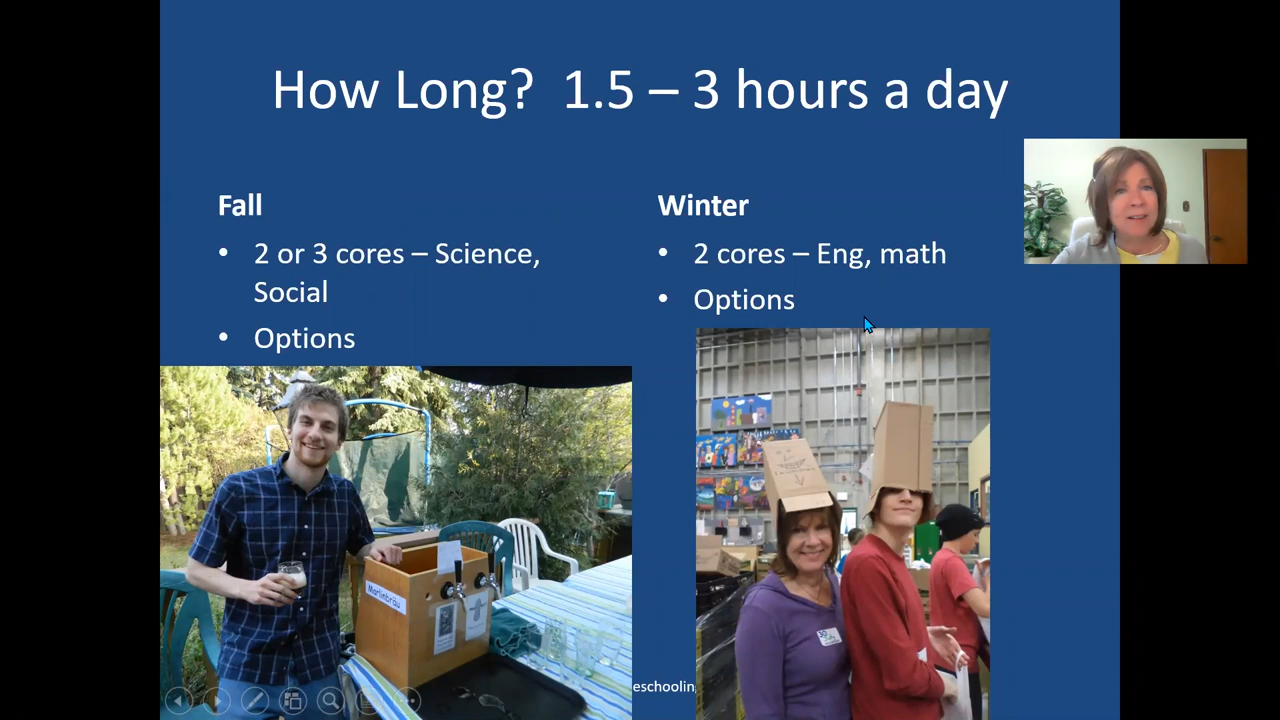 How Long?  1.5 – 3 hours a day
Fall
• 2 or 3 cores – Science,
Social
• Options
Winter
• 2 cores – Eng, math
• Options
eschoolin